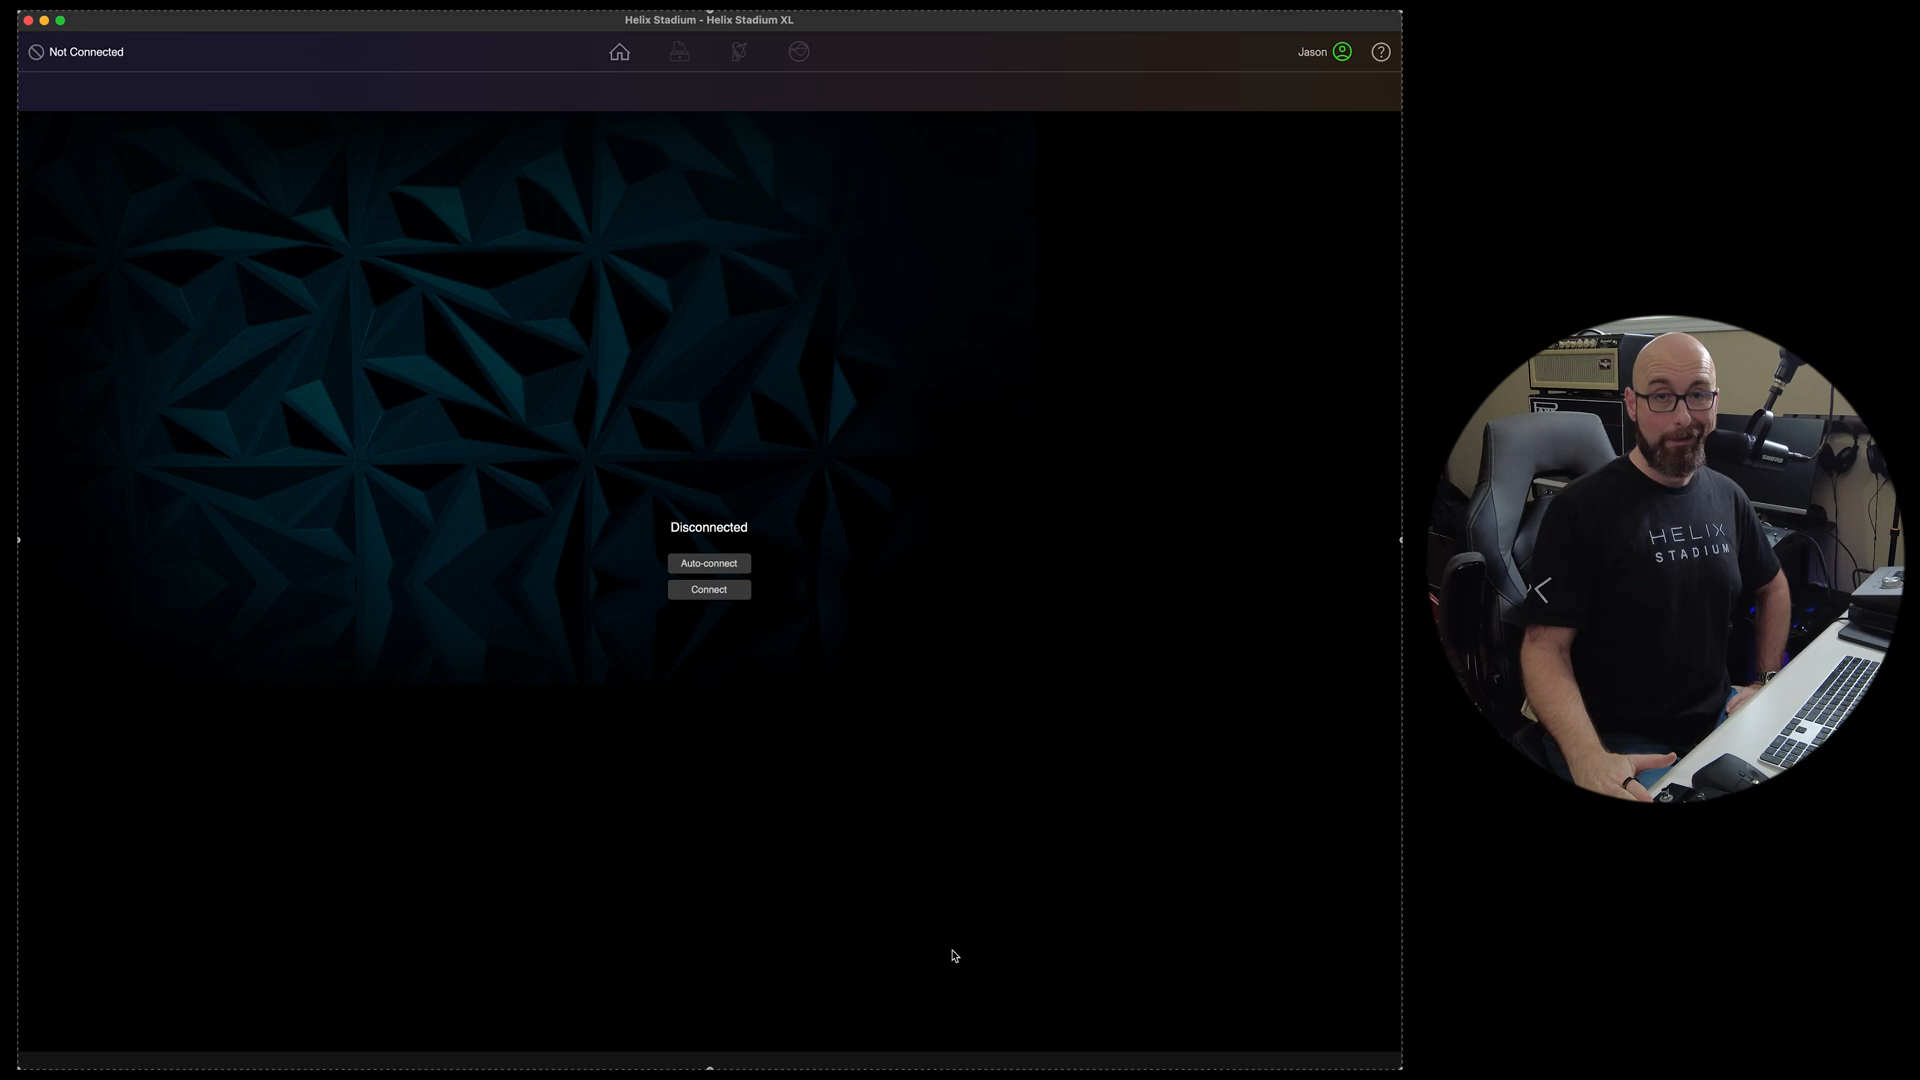 Helix Stadium - Helix Stadium XL
Not Connected
Jason
Disconnected
Auto-connect
Connect
HELIX
STADIUM